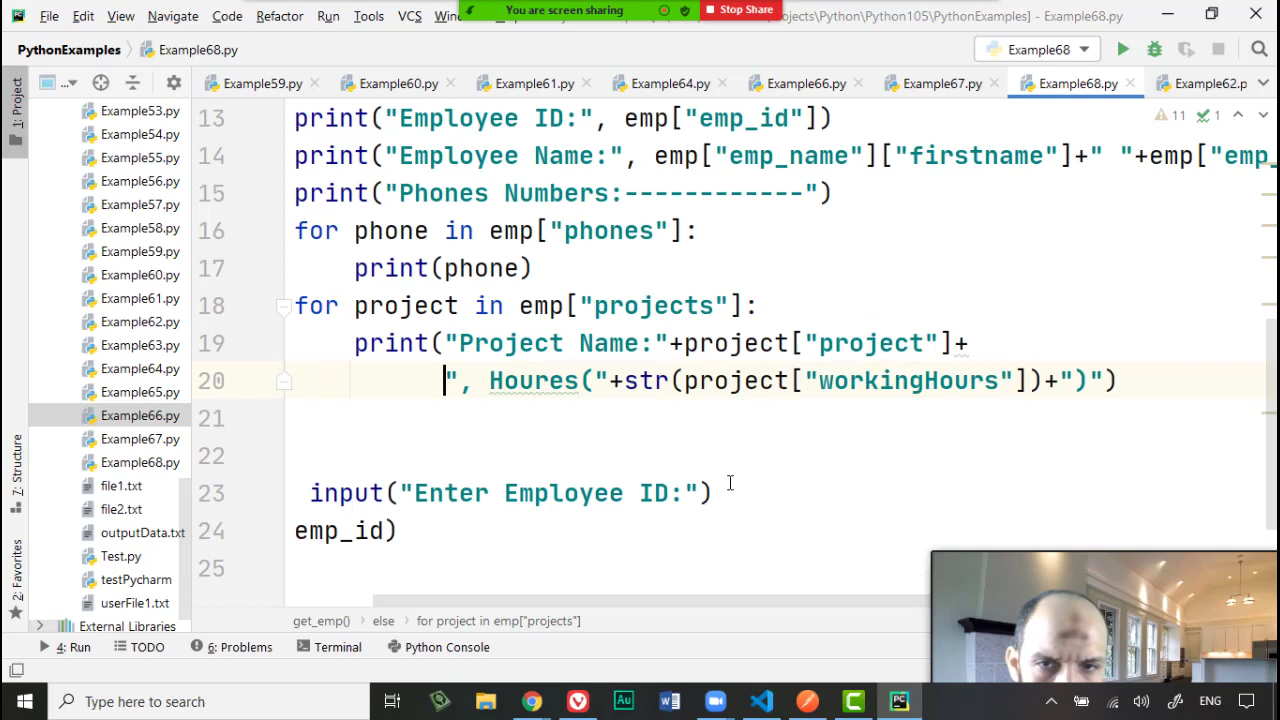 You are screen sharing
Stop Share
File Edit View Navigate Code Refactor Run Tools VCS Wind
rojects\Python\Python105\PythonExamples] - Example68.py
PythonExamples
Example68.py
Example68
1: Project
Example59.py
Example60.py
Example61.py
Example64.py
Example66.py
Example67.py
Example68.py
Example62.p
Example53.py
Example54.py
Example55.py
Example56.py
Example57.py
Example58.py
Example59.py
Example60.py
Example61.py
Example62.py
Example63.py
Example64.py
Example65.py
Example66.py
Example67.py
Example68.py
file1.txt
file2.txt
outputData.txt
Test.py
testPycharm
userFile1.txt
External Libraries
7: Structure
2: Favorites
11
1
13 print("Employee ID:", emp["emp_id"])
14 print("Employee Name:", emp["emp_name"]["firstname"]+" "+emp["emp_
15 print("Phones Numbers:------------")
16 for phone in emp["phones"]:
17 print(phone)
18 for project in emp["projects"]:
19 print("Project Name:"+project["project"]+
20 ", Houres("+str(project["workingHours"])+")")
21
22
23 input("Enter Employee ID:")
24 emp_id)
25
get_emp() else for project in emp["projects"]
4: Run
TODO
6: Problems
Terminal
Python Console
Type here to search
Au
W
PC
ENG